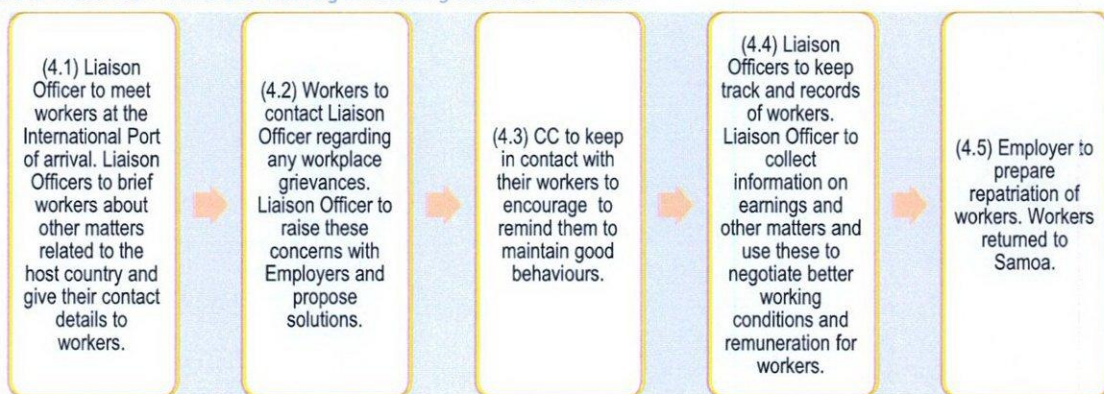 (4.1) Liaison
Officer to meet
workers at the
International Port
of arrival. Liaison
Officers to brief
workers about
other matters
related to the
host country and
give their contact
details to
workers.
(4.2) Workers to
contact Liaison
Officer regarding
any workplace
grievances.
Liaison Officer to
raise these
concerns with
Employers and
propose
solutions.
(4.3) CC to keep
in contact with
their workers to
encourage to
remind them to
maintain good
behaviours.
(4.4) Liaison
Officers to keep
track and records
of workers.
Liaison Officer to
collect
information on
earnings and
other matters and
use these to
negotiate better
working
conditions and
remuneration for
workers.
(4.5) Employer to
prepare
repatriation of
workers. Workers
returned to
Samoa.